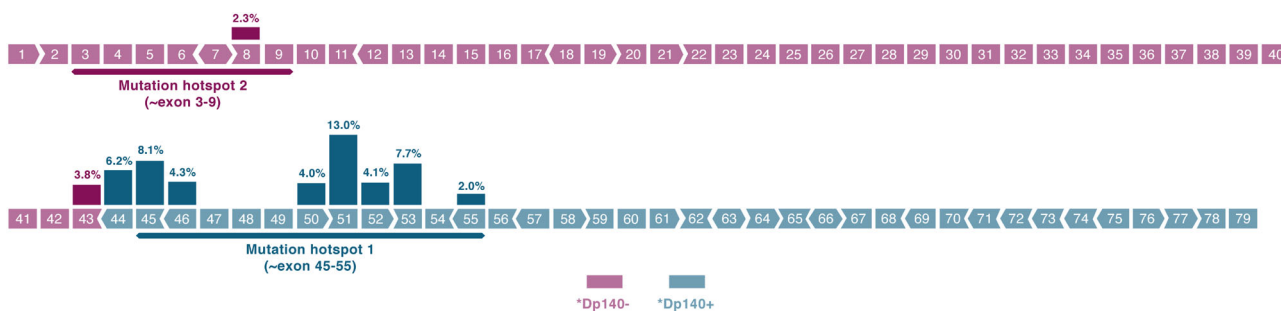 2.3%
1 2 3 4 5 6 7 8 9 10 11 12 13 14 15 16 17 18 19 20 21 22 23 24 25 26 27 28 29 30 31 32 33 34 35 36 37 38 39 40
Mutation hotspot 2
(~exon 3-9)
3.8% 6.2% 8.1% 4.3% 4.0% 13.0% 4.1% 7.7% 2.0%
41 42 43 44 45 46 47 48 49 50 51 52 53 54 55 56 57 58 59 60 61 62 63 64 65 66 67 68 69 70 71 72 73 74 75 76 77 78 79
Mutation hotspot 1
(~exon 45-55)
*Dp140- *Dp140+